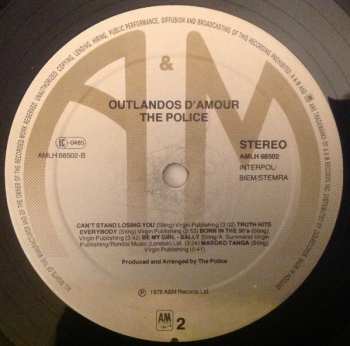 &
AM
OUTLANDOS D'AMOUR
THE POLICE
AMLH 68502-B
STEREO
AMLH 68502
INTERPOL/
BIEM/STEMRA
CAN'T STAND LOSING YOU (Sting) Virgin Publishing (3:02) TRUTH HITS
EVERYBODY (Sting) Virgin Publishing (2:52) BORN IN THE 50's (Sting)
Virgin Publishing (3:42) BE MY GIRL - SALLY (Sting/A. Summers) Virgin
Publishing/Rondor Music (London) Ltd. (3:24) MASOKO TANGA (Sting)
Virgin Publishing
Produced and Arranged by The Police
℗ 1978 A&M Records Ltd.
AM
2